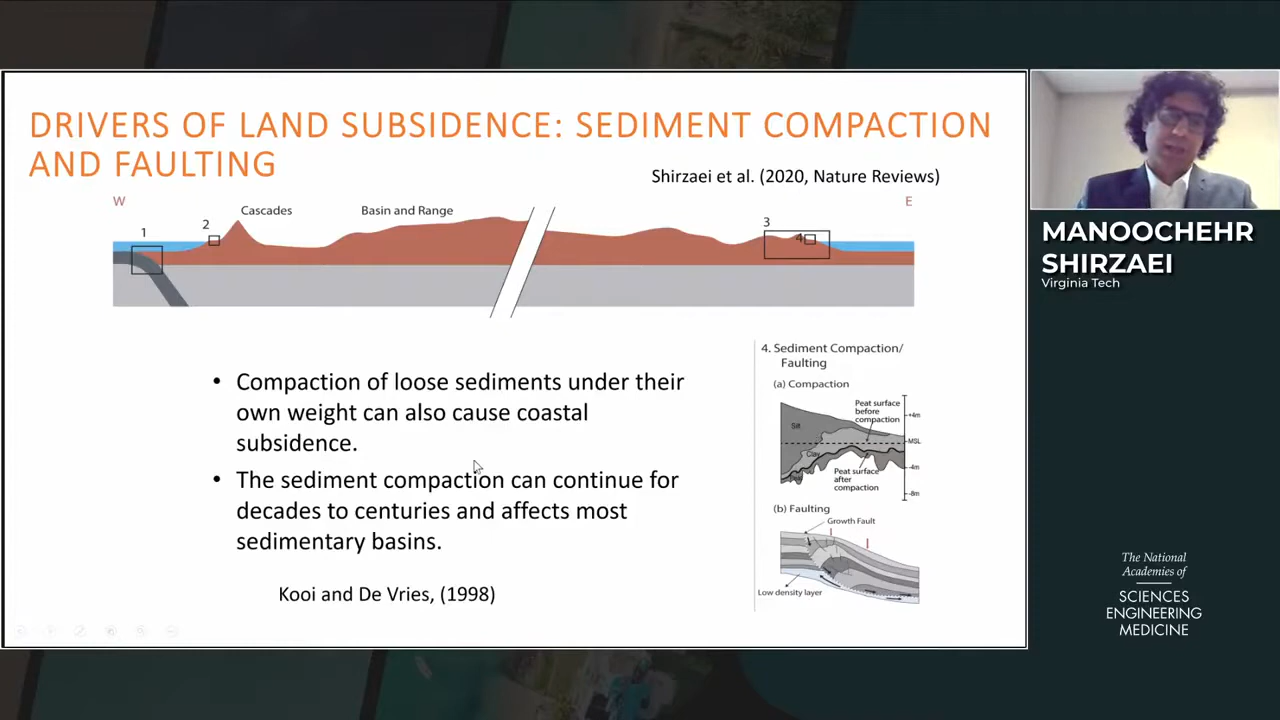 DRIVERS OF LAND SUBSIDENCE: SEDIMENT COMPACTION
AND FAULTING
Shirzaei et al. (2020, Nature Reviews)
W
E
Cascades
Basin and Range
1
2
3
4
• Compaction of loose sediments under their
own weight can also cause coastal
subsidence.
• The sediment compaction can continue for
decades to centuries and affects most
sedimentary basins.
Kooi and De Vries, (1998)
4. Sediment Compaction/
Faulting
(a) Compaction
Peat surface
before
compaction
Silt
Clay
Peat surface
after
compaction
+4m
MSL
-4m
-8m
(b) Faulting
Growth Fault
Low density layer
MANOOCHEHR
SHIRZAEI
Virginia Tech
The National
Academies of
SCIENCES
ENGINEERING
MEDICINE